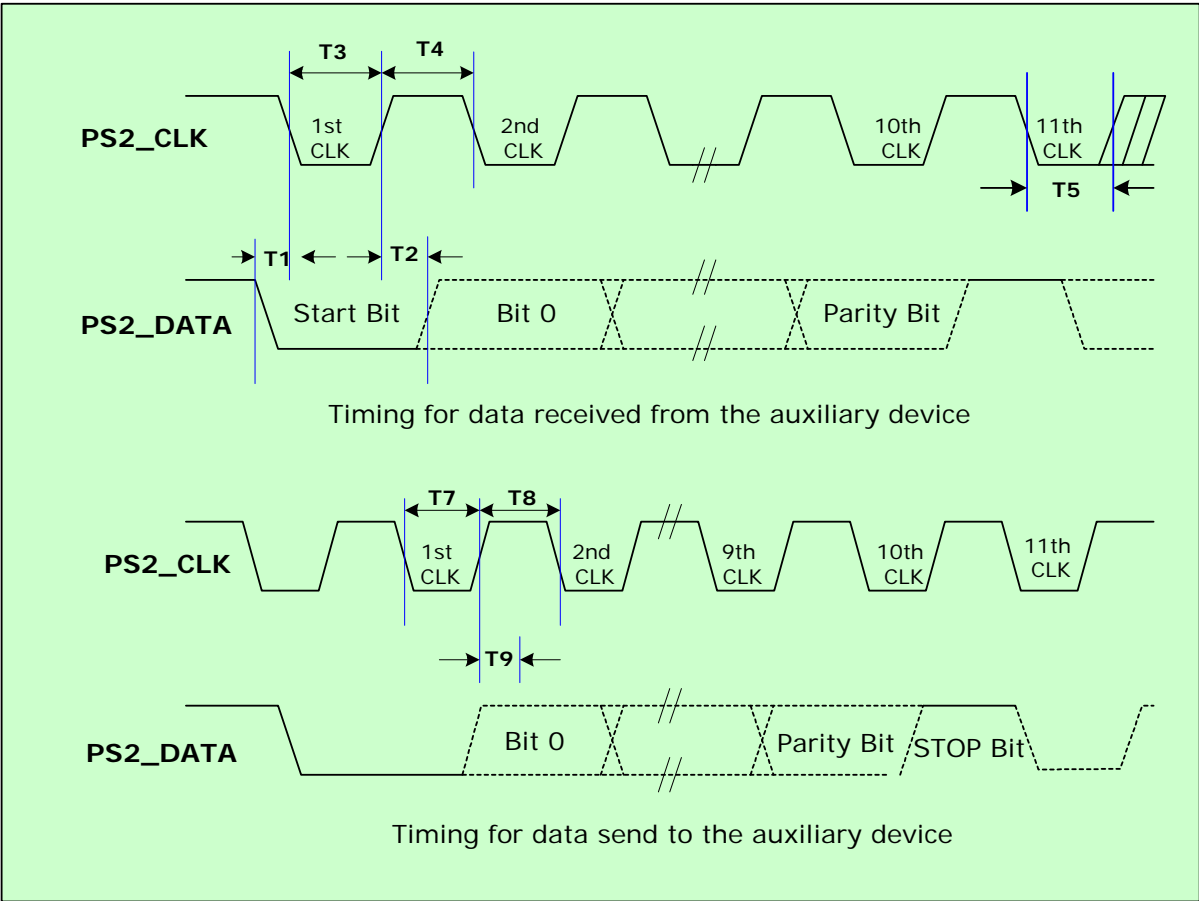 T3 T4
PS2_CLK
1st
CLK
2nd
CLK
10th
CLK
11th
CLK
T5
T1 T2
PS2_DATA
Start Bit Bit 0 Parity Bit
Timing for data received from the auxiliary device
T7 T8
PS2_CLK
1st
CLK
2nd
CLK
9th
CLK
10th
CLK
11th
CLK
T9
PS2_DATA
Bit 0 Parity Bit STOP Bit
Timing for data send to the auxiliary device